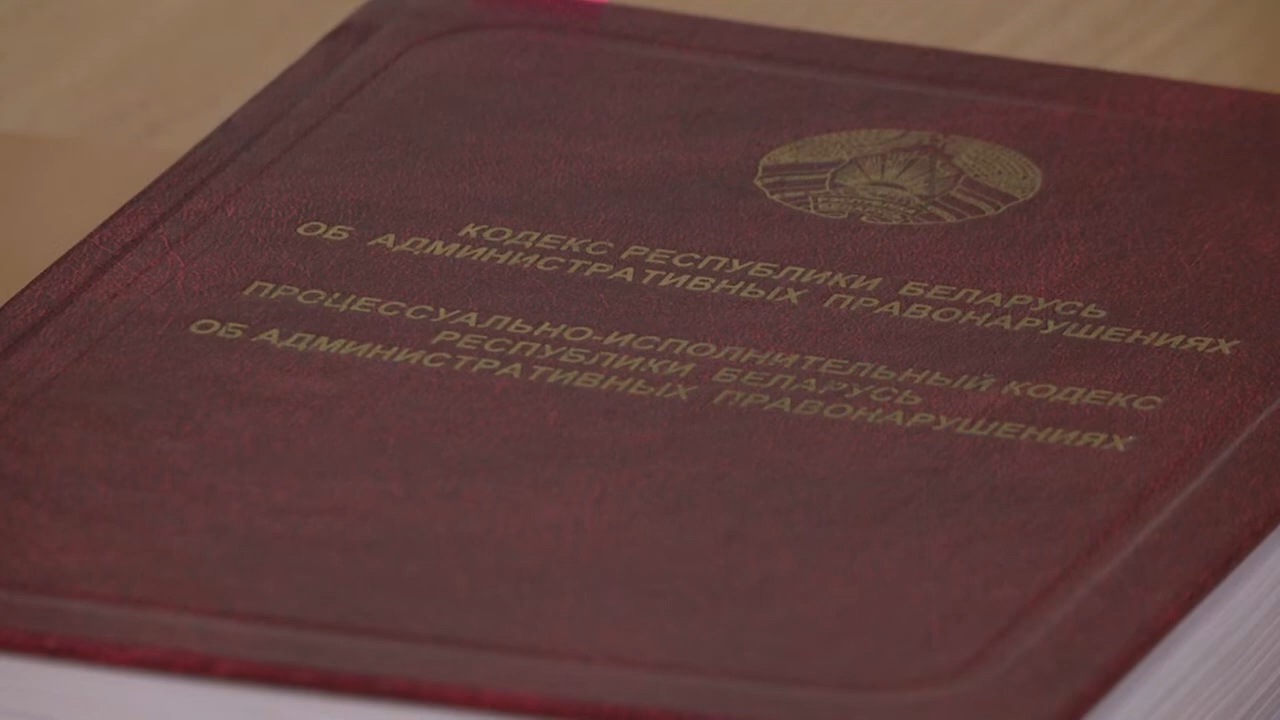 КОДЕКС РЕСПУБЛИКИ БЕЛАРУСЬ
ОБ АДМИНИСТРАТИВНЫХ ПРАВОНАРУШЕНИЯХ
ПРОЦЕССУАЛЬНО-ИСПОЛНИТЕЛЬНЫЙ КОДЕКС
РЕСПУБЛИКИ БЕЛАРУСЬ
ОБ АДМИНИСТРАТИВНЫХ ПРАВОНАРУШЕНИЯХ